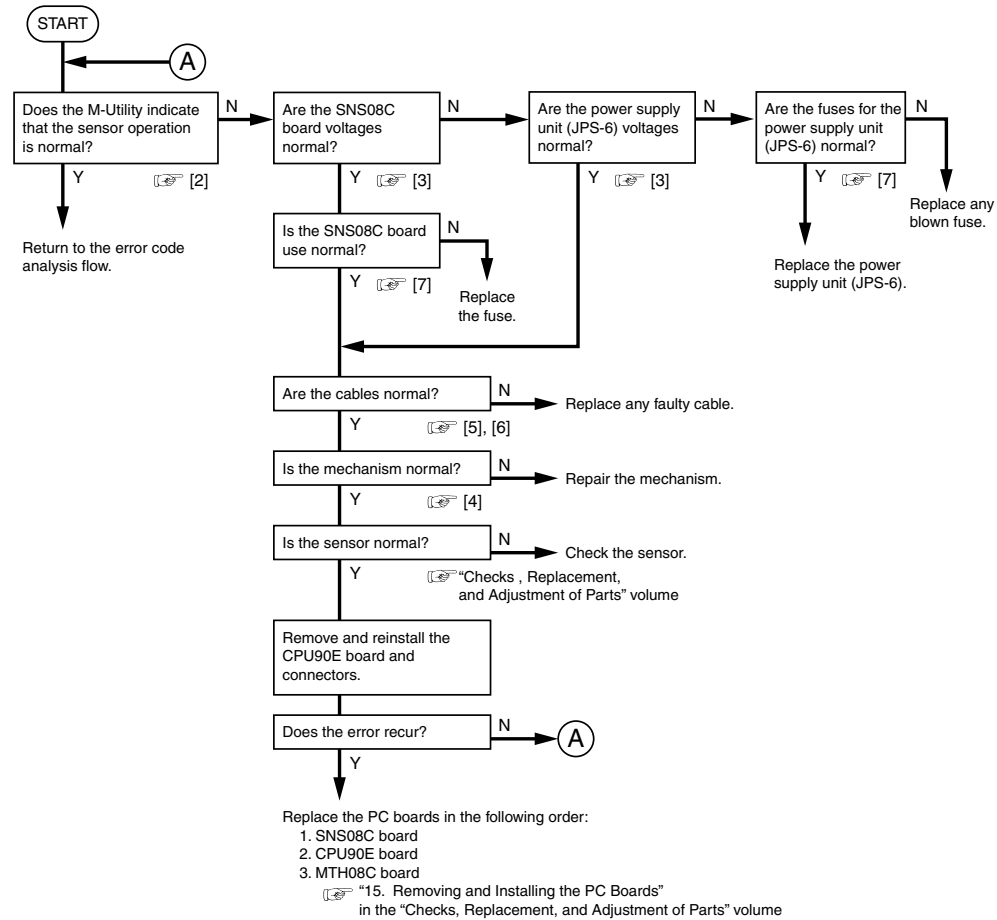 START
A
Does the M-Utility indicate
that the sensor operation
is normal?
N
Y
[2]
Return to the error code
analysis flow.
Are the SNS08C
board voltages
normal?
N
Y
[3]
Are the power supply
unit (JPS-6) voltages
normal?
N
Y
[3]
Are the fuses for the
power supply unit
(JPS-6) normal?
N
Y
[7]
Replace any
blown fuse.
Replace the power
supply unit (JPS-6).
Is the SNS08C board
use normal?
N
Y
[7]
Replace
the fuse.
Are the cables normal?
N
Replace any faulty cable.
Y
[5], [6]
Is the mechanism normal?
N
Repair the mechanism.
Y
[4]
Is the sensor normal?
N
Check the sensor.
Y
“Checks , Replacement,
and Adjustment of Parts” volume
Remove and reinstall the
CPU90E board and
connectors.
Does the error recur?
N
A
Y
Replace the PC boards in the following order:
1. SNS08C board
2. CPU90E board
3. MTH08C board
“15. Removing and Installing the PC Boards”
in the “Checks, Replacement, and Adjustment of Parts” volume